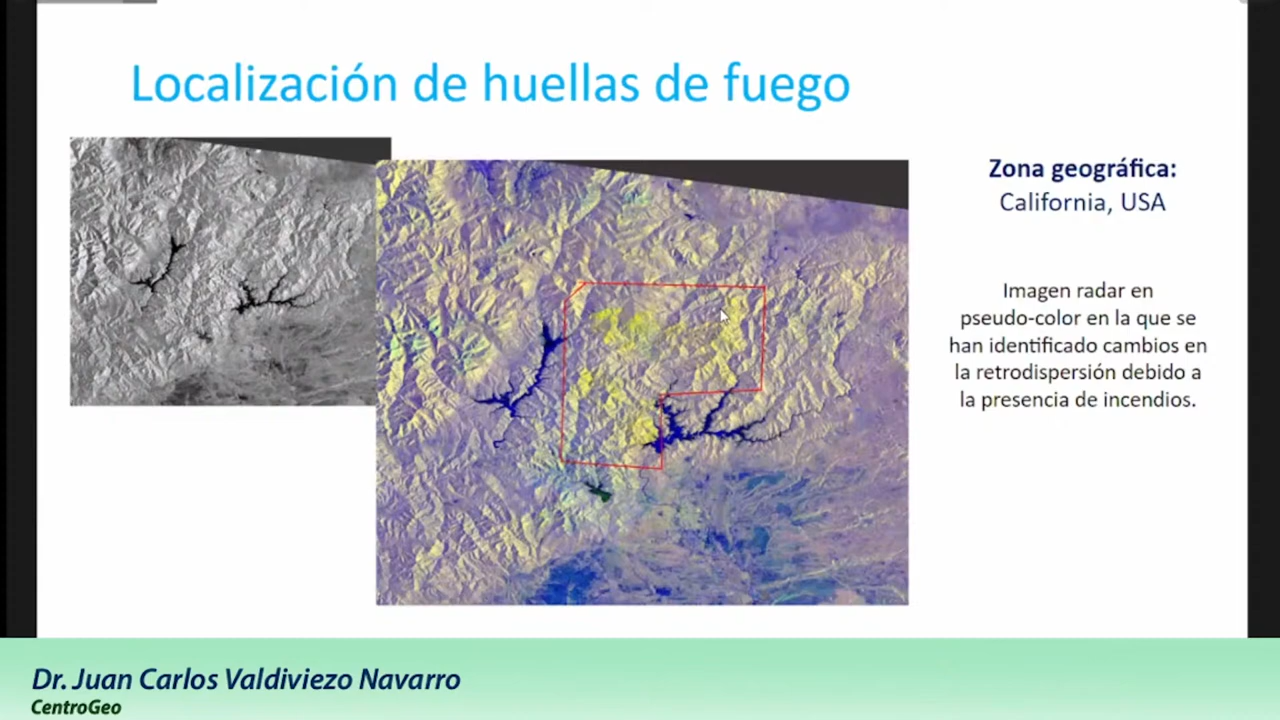 Localización de huellas de fuego
Zona geográfica:
California, USA
Imagen radar en
pseudo-color en la que se
han identificado cambios en
la retrodispersión debido a
la presencia de incendios.
Dr. Juan Carlos Valdiviezo Navarro
CentroGeo